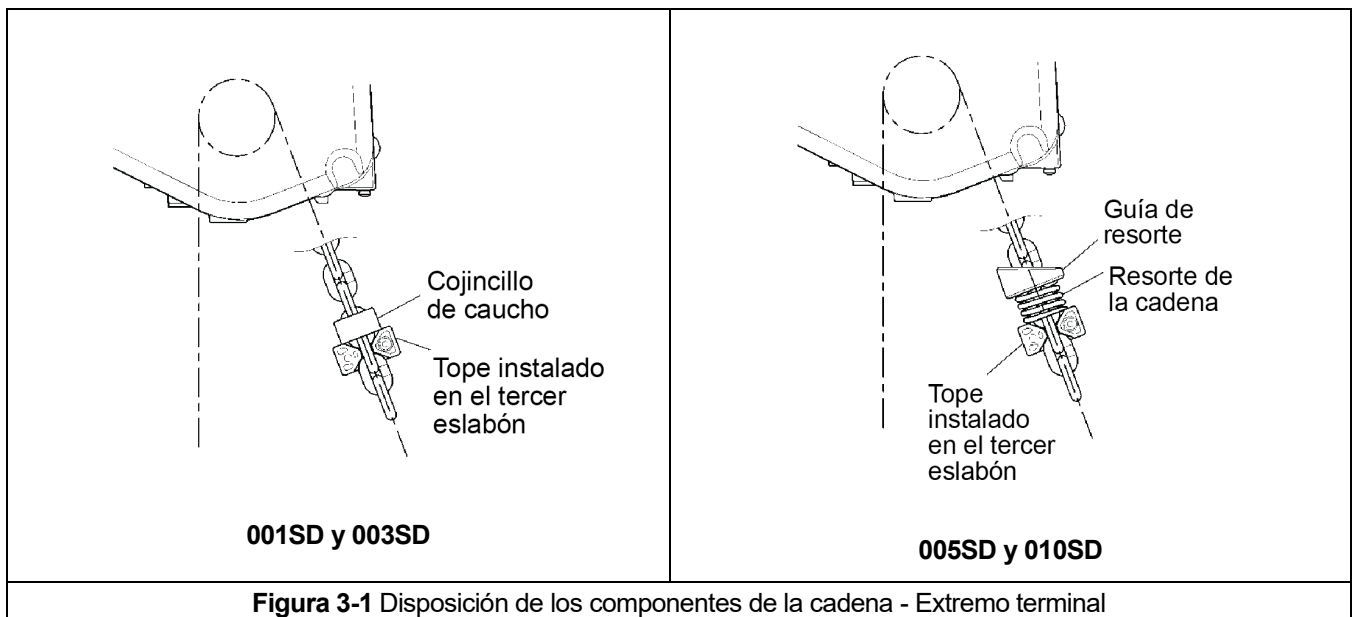 Cojincillo
de caucho
Tope instalado
en el tercer
eslabón
001SD y 003SD
Guía de
resorte
Resorte de
la cadena
Tope
instalado
en el tercer
eslabón
005SD y 010SD
Figura 3-1 Disposición de los componentes de la cadena - Extremo terminal